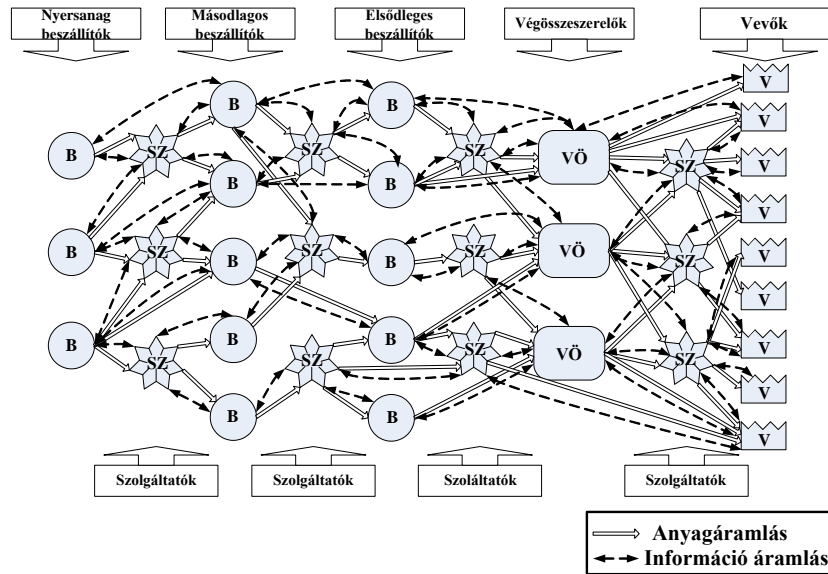 Nyersanag
beszállítók
Másodlagos
beszállítók
Elsődleges
beszállítók
Végösszeszerelők
Vevők
B
B
B
SZ
SZ
SZ
B
B
B
B
B
SZ
SZ
SZ
B
B
B
B
B
SZ
SZ
SZ
VÖ
VÖ
VÖ
SZ
SZ
SZ
V
V
V
V
V
V
V
V
V
Szolgáltatók
Szolgáltatók
Szoláltatók
Szolgáltatók
Anyagáramlás
Információ áramlás